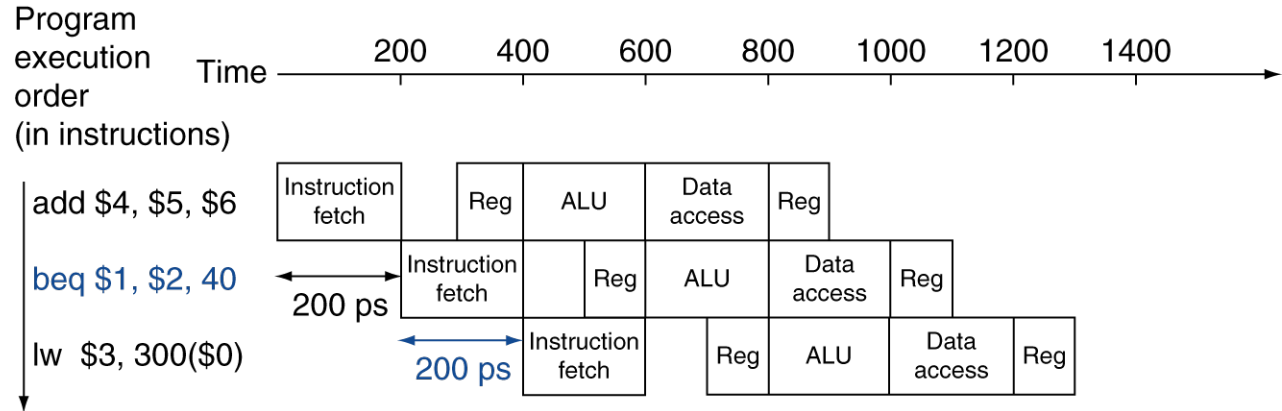 Program
execution
order
(in instructions)
Time
200 400 600 800 1000 1200 1400
add $4, $5, $6
Instruction
fetch
Reg
ALU
Data
access
Reg
beq $1, $2, 40
200 ps
Instruction
fetch
Reg
ALU
Data
access
Reg
lw $3, 300($0)
200 ps
Instruction
fetch
Reg
ALU
Data
access
Reg